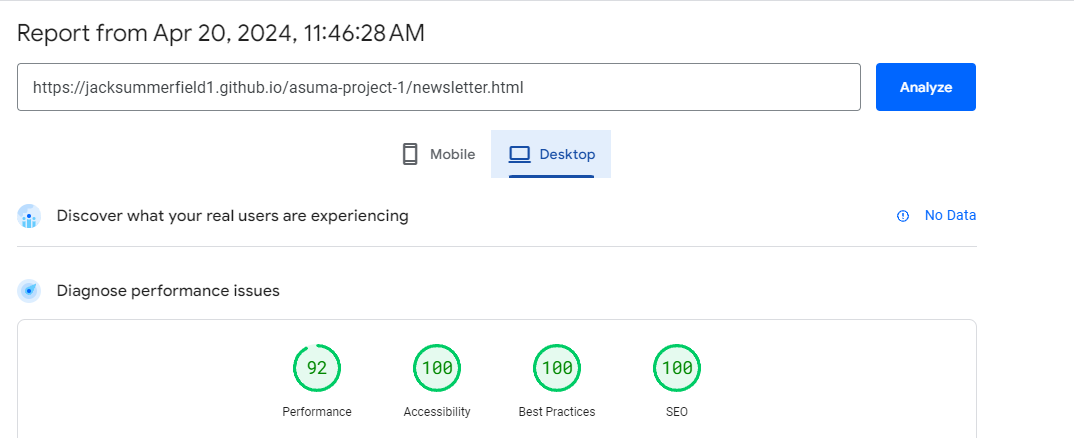 Report from Apr 20, 2024, 11:46:28 AM
https://jacksummerfield1.github.io/asuma-project-1/newsletter.html
Analyze
Mobile
Desktop
Discover what your real users are experiencing
No Data
Diagnose performance issues
92
100
100
100
Performance
Accessibility
Best Practices
SEO